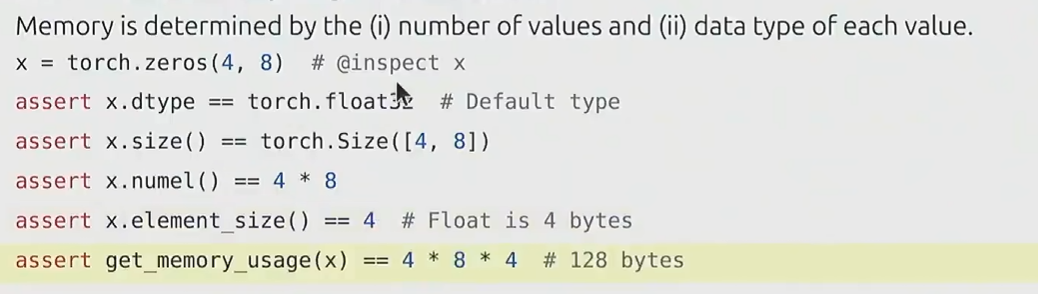 Memory is determined by the (i) number of values and (ii) data type of each value.
x = torch.zeros(4, 8)  # @inspect x
assert x.dtype == torch.float32  # Default type
assert x.size() == torch.Size([4, 8])
assert x.numel() == 4 * 8
assert x.element_size() == 4  # Float is 4 bytes
assert get_memory_usage(x) == 4 * 8 * 4  # 128 bytes